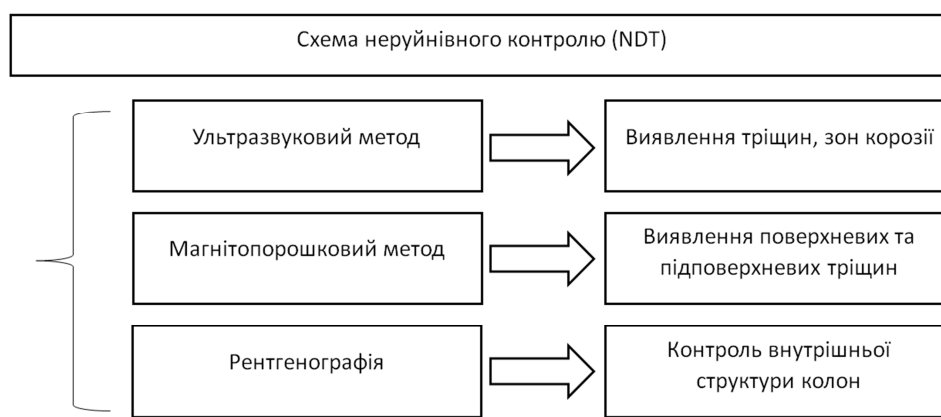 Схема неруйнівного контролю (NDT)
Ультразвуковий метод
Виявлення тріщин, зон корозії
Магнітопорошковий метод
Виявлення поверхневих та
підповерхневих тріщин
Рентгенографія
Контроль внутрішньої
структури колон